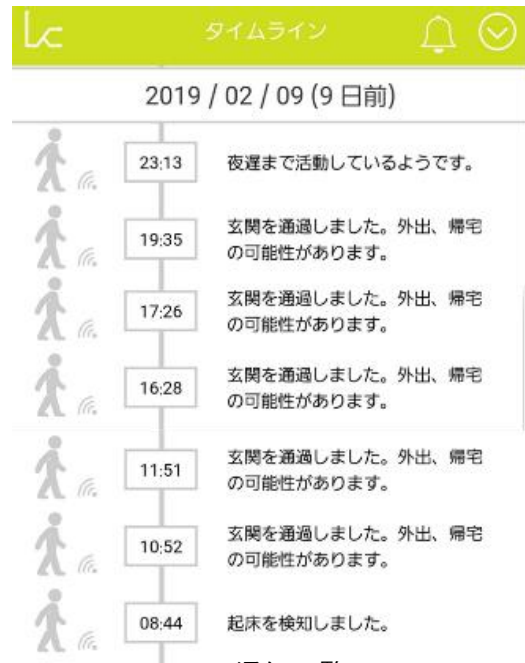 タイムライン
2019 / 02 / 09 (9 日前)
23:13
夜遅まで活動しているようです。
19:35
玄関を通過しました。外出、帰宅
の可能性があります。
17:26
玄関を通過しました。外出、帰宅
の可能性があります。
16:28
玄関を通過しました。外出、帰宅
の可能性があります。
11:51
玄関を通過しました。外出、帰宅
の可能性があります。
10:52
玄関を通過しました。外出、帰宅
の可能性があります。
08:44
起床を検知しました。